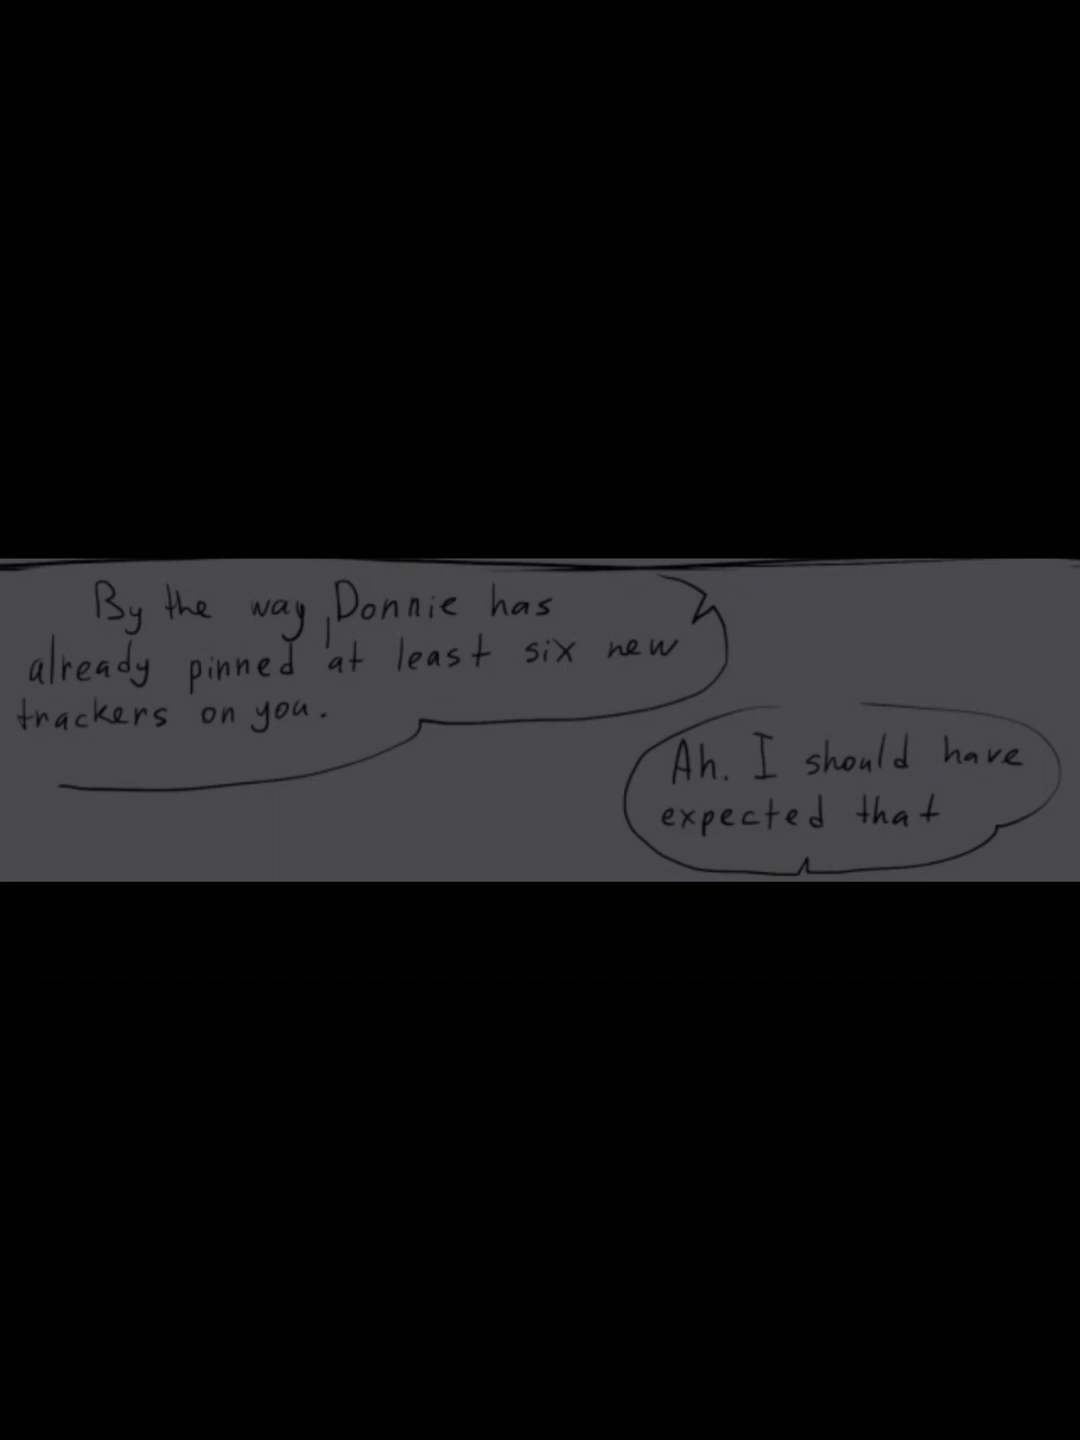 By the way, Donnie has
already pinned at least six new
trackers on you.
Ah. I should have
expected that